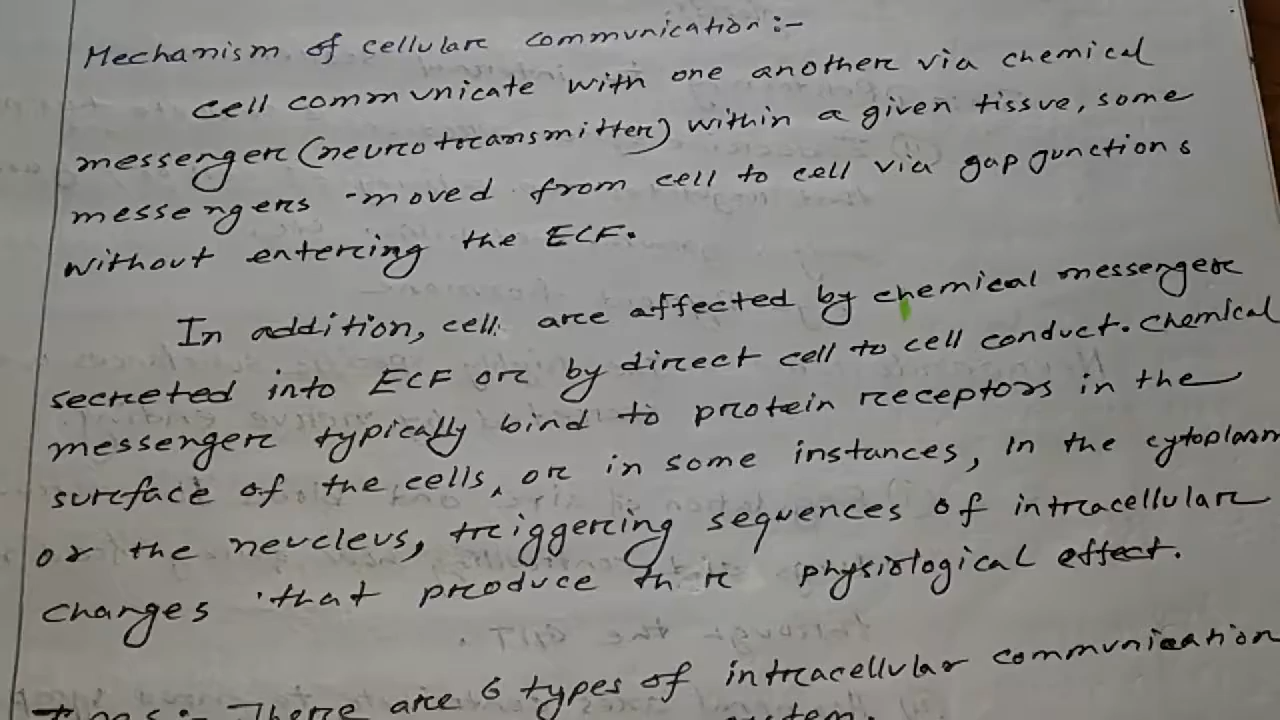 Mechanism of cellular communication:-
cell communicate with one another via chemical
messenger (neurotransmitter) within a given tissue, some
messengers -moved from cell to cell via gap gunctions
without entering the ECF.
In addition, cell are affected by chemical messenger
secreted into ECF or by direct cell to cell conduct. chemical
messenger typically bind to protein receptors in the
surface of the cells, or in some instances, in the cytoplasm
or the neucleus, triggering sequences of intracellular
changes that produce physiological effect.
There are 6 types of intracellular communication